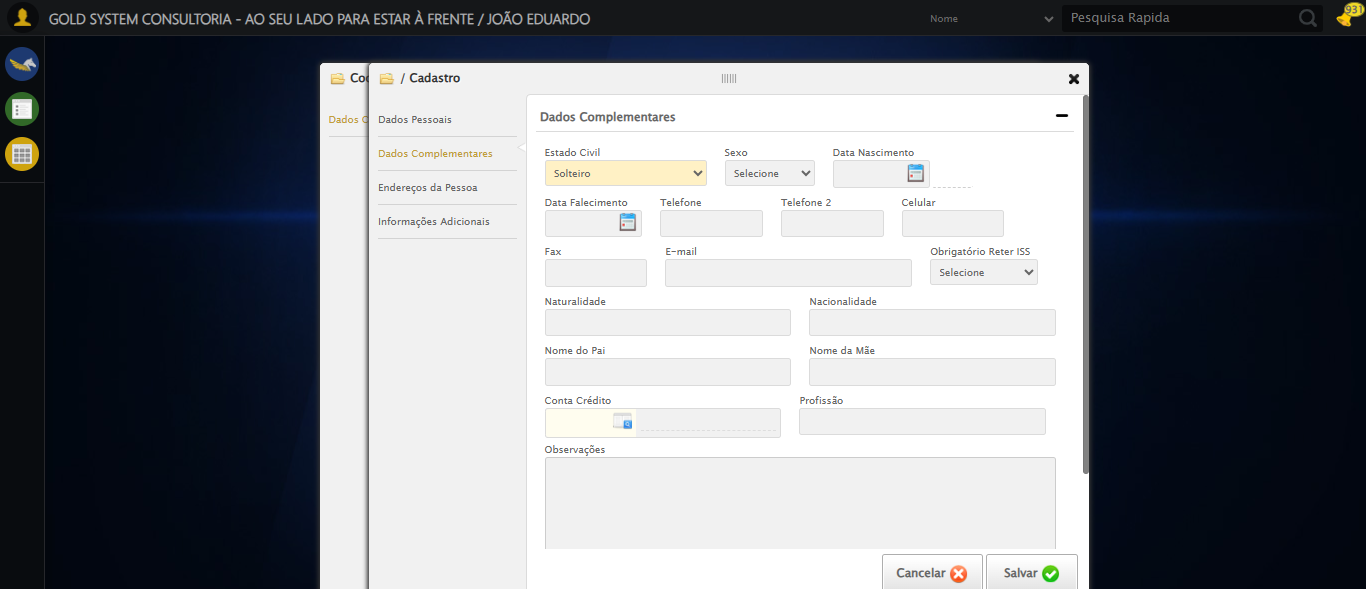 GOLD SYSTEM CONSULTORIA - AO SEU LADO PARA ESTAR À FRENTE / JOÃO EDUARDO
Nome
Pesquisa Rapida
931
/ Cadastro
Dados Pessoais
Dados Complementares
Endereços da Pessoa
Informações Adicionais
Dados Complementares
Estado Civil Sexo Data Nascimento
Solteiro Selecione
Data Falecimento Telefone Telefone 2 Celular
Fax E-mail Obrigatório Reter ISS
Selecione
Naturalidade Nacionalidade
Nome do Pai Nome da Mãe
Conta Crédito Profissão
Observações
Cancelar Salvar